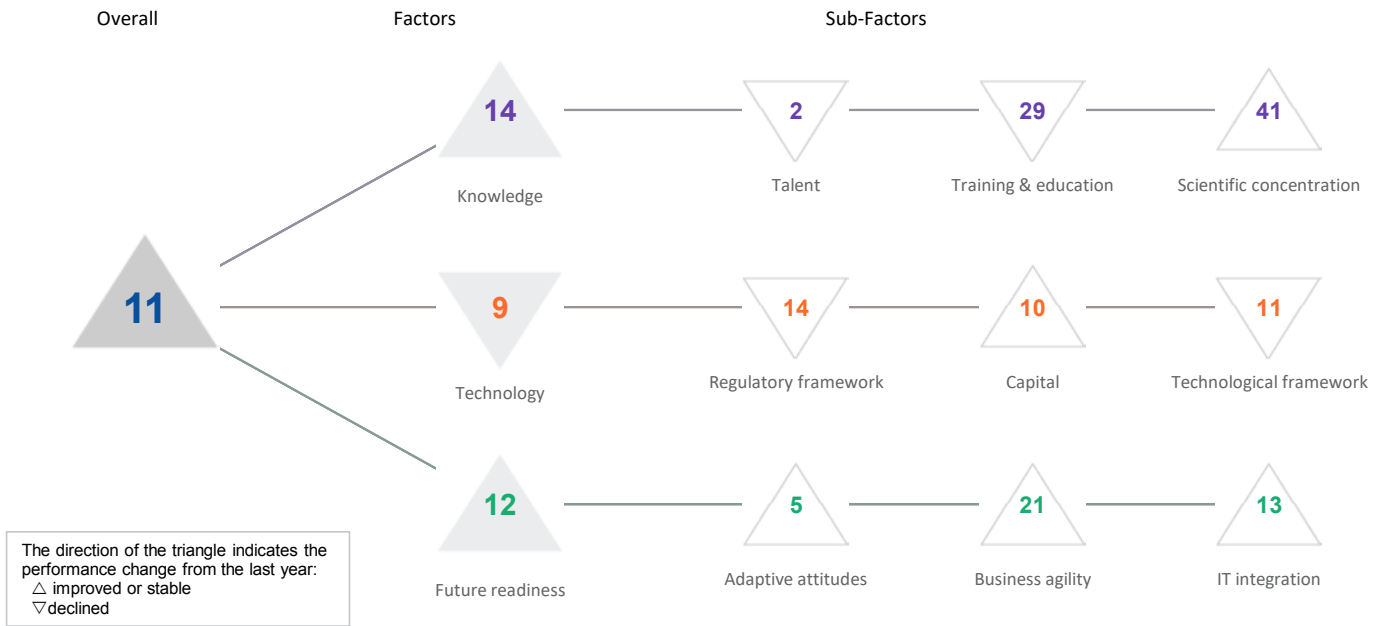 Overall
Factors
Sub-Factors
14
2
29
41
Knowledge
Talent
Training & education
Scientific concentration
11
9
14
10
11
Technology
Regulatory framework
Capital
Technological framework
12
5
21
13
Future readiness
Adaptive attitudes
Business agility
IT integration
The direction of the triangle indicates the
performance change from the last year:
△ improved or stable
▽declined